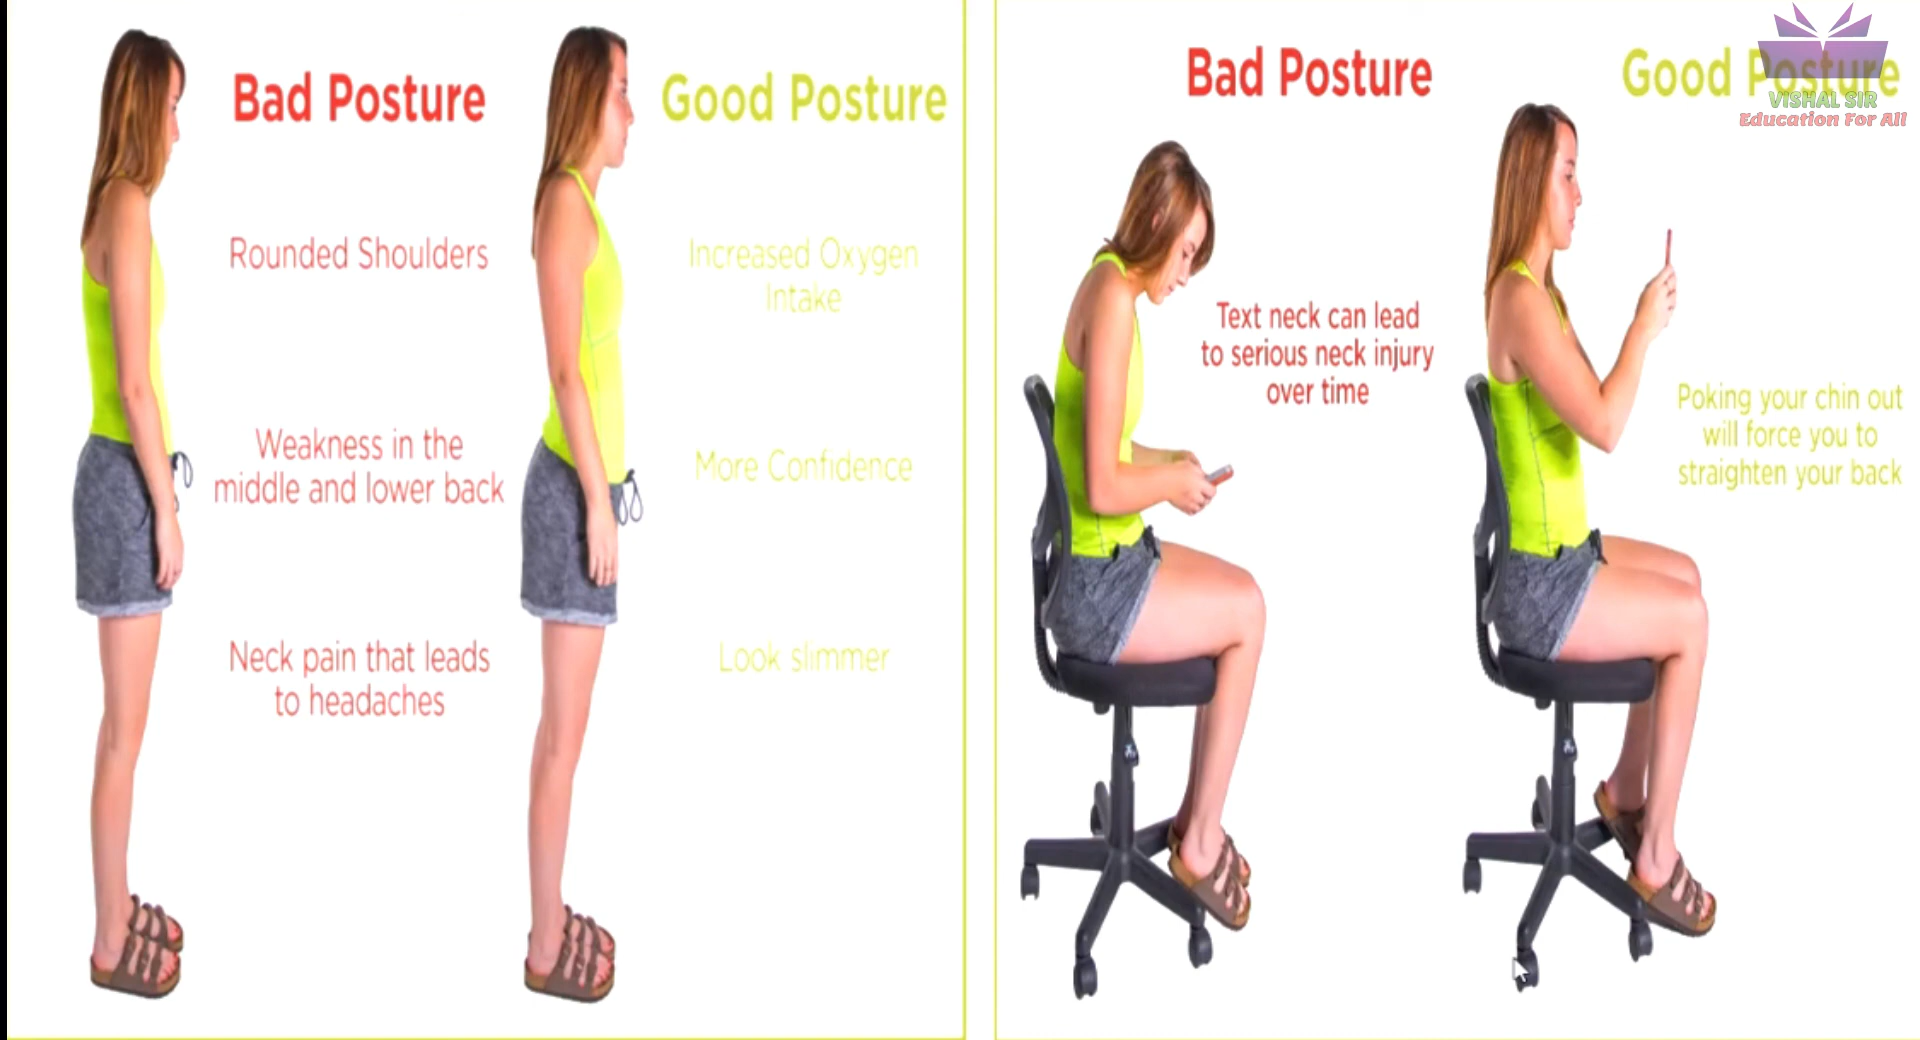 Bad Posture
Rounded Shoulders
Weakness in the
middle and lower back
Neck pain that leads
to headaches
Good Posture
Increased Oxygen
Intake
More Confidence
Look slimmer
Bad Posture
Text neck can lead
to serious neck injury
over time
Good Posture
Poking your chin out
will force you to
straighten your back
VISHAL SIR
Education For All